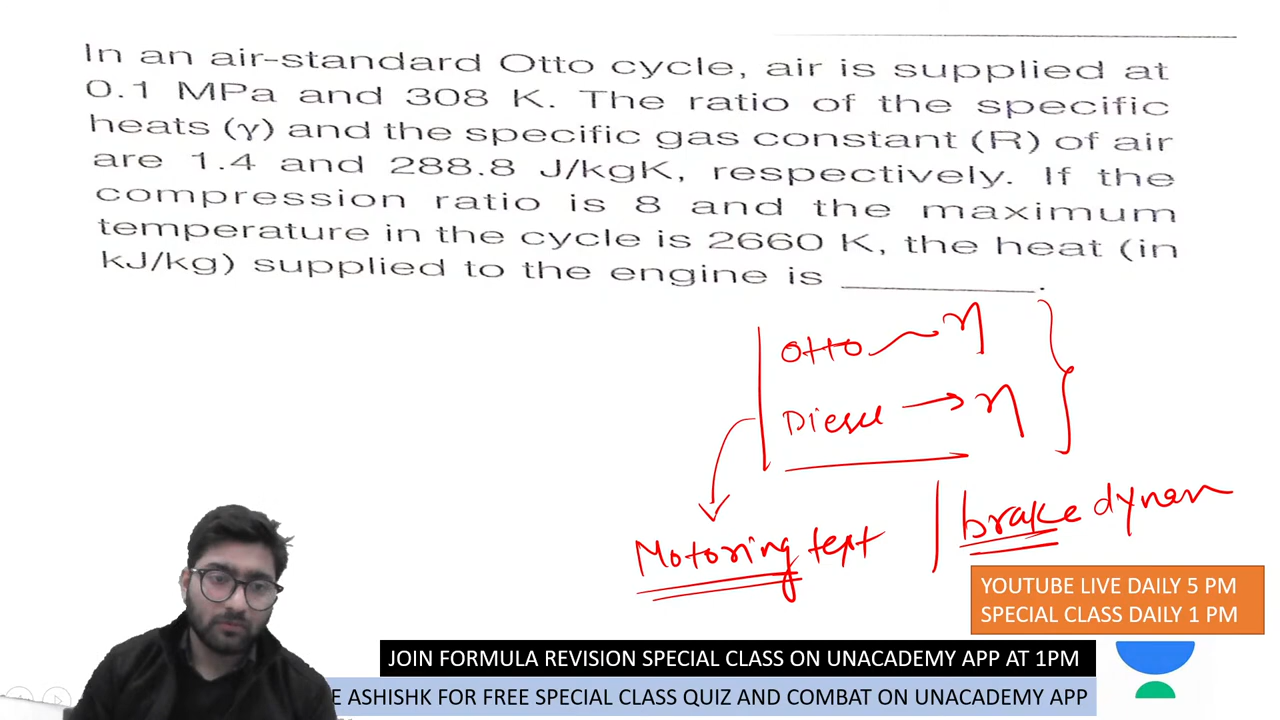 In an air-standard Otto cycle, air is supplied at
0.1 MPa and 308 K. The ratio of the specific
heats (γ) and the specific gas constant (R) of air
are 1.4 and 288.8 J/kgK, respectively. If the
compression ratio is 8 and the maximum
temperature in the cycle is 2660 K, the heat (in
kJ/kg) supplied to the engine is ________.
Otto η
Diesel → η
Motoring test | brake dynam
YOUTUBE LIVE DAILY 5 PM
SPECIAL CLASS DAILY 1 PM
JOIN FORMULA REVISION SPECIAL CLASS ON UNACADEMY APP AT 1PM
E ASHISHK FOR FREE SPECIAL CLASS QUIZ AND COMBAT ON UNACADEMY APP